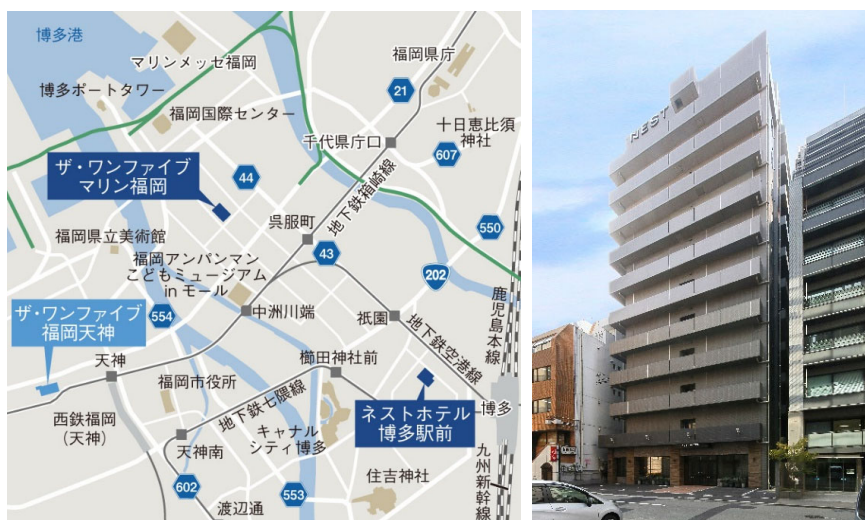 博多港
マリンメッセ福岡
福岡県庁
21
博多ポートタワー
福岡国際センター
十日恵比須
神社
千代県庁口
607
ザ・ワンファイブ
マリン福岡
44
地下鉄箱崎線
呉服町
550
福岡県立美術館
福岡アンパンマン
こどもミュージアム
in モール
43
202
鹿児島本線
ザ・ワンファイブ
福岡天神
554
中洲川端
祇園
地下鉄空港線
天神
櫛田神社前
福岡市役所
地下鉄七隈線
ネストホテル
博多駅前
博多
西鉄福岡
(天神)
天神南
キャナル
シティ博多
住吉神社
602
553
渡辺通
九州新幹線
NEST